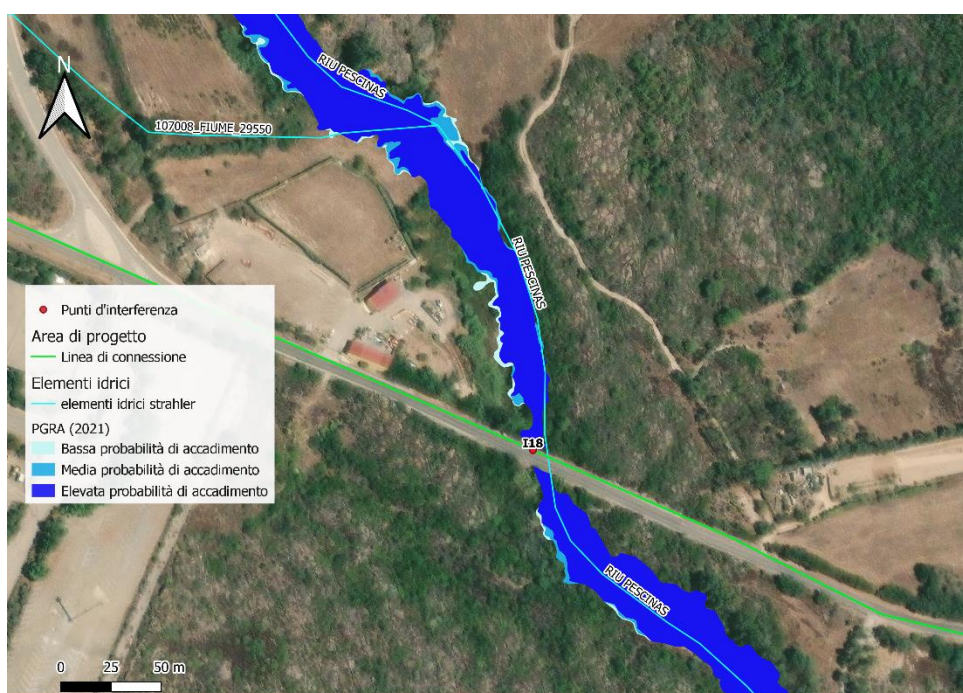 RIU PESCINAS
N
107008_FIUME_29550
RIU PESCINAS
Punti d'interferenza
Area di progetto
Linea di connessione
Elementi idrici
elementi idrici strahler
PGRA (2021)
Bassa probabilità di accadimento
Media probabilità di accadimento
Elevata probabilità di accadimento
I18
RIU PESCINAS
0 25 50 m